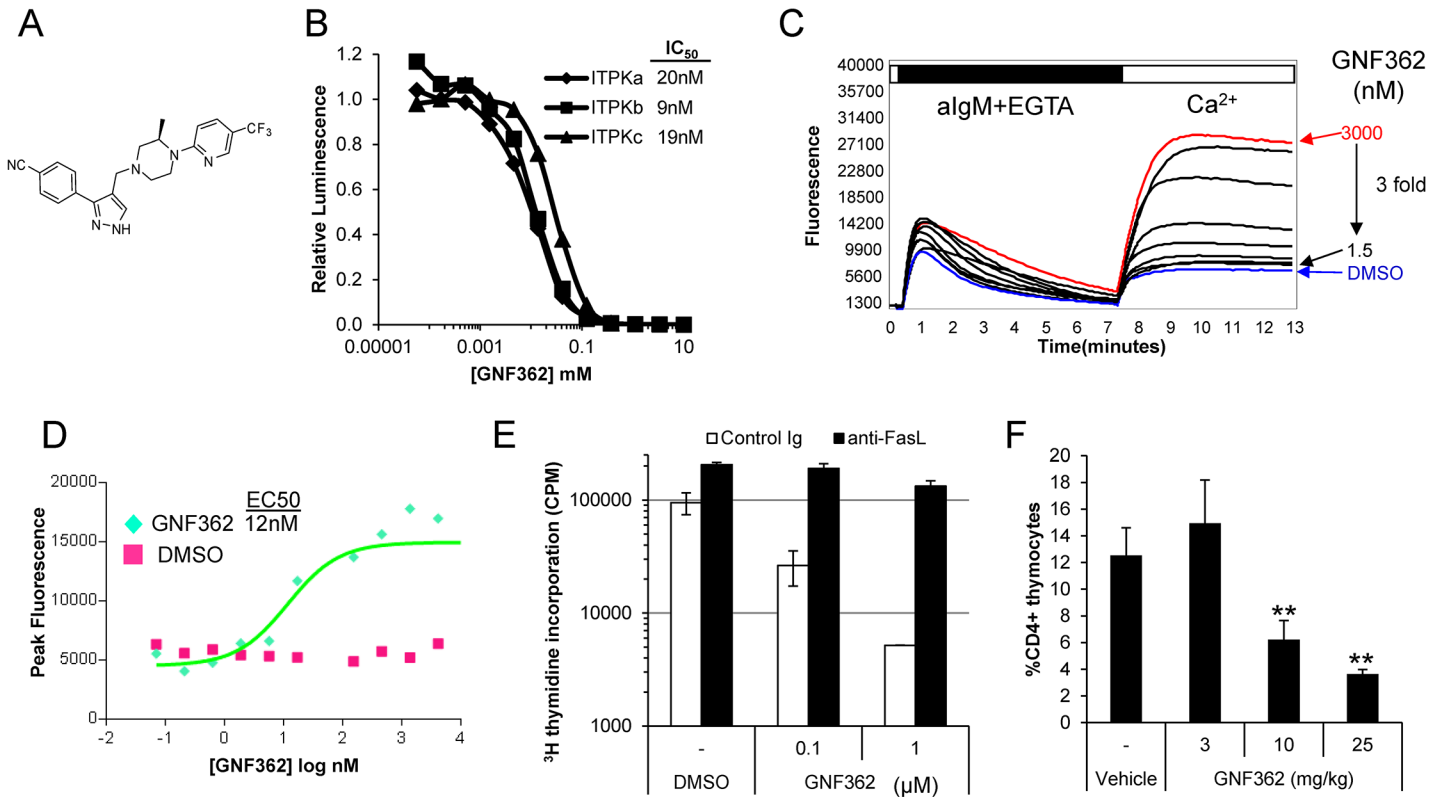 A
NC
N
N
N
CF3
N
NH
B
IC50
ITPKa 20nM
ITPKb 9nM
ITPKc 19nM
Relative Luminescence
1.2
1.0
0.8
0.6
0.4
0.2
0.0
0.00001 0.001 0.1 10
[GNF362] mM
C
GNF362
(nM)
aIgM+EGTA Ca2+
3000
3 fold
1.5
DMSO
Fluorescence
40000
35700
31400
27100
22800
18500
14200
9900
5600
1300
0 1 2 3 4 5 6 7 8 9 10 11 12 13
Time(minutes)
D
EC50
GNF362 12nM
DMSO
Peak Fluorescence
20000
15000
10000
5000
0
-2 -1 0 1 2 3 4
[GNF362] log nM
E
Control Ig anti-FasL
3H thymidine incorporation (CPM)
100000
10000
1000
- 0.1 1
DMSO GNF362 (µM)
F
%CD4+ thymocytes
20
18
16
14
12
10
8
6
4
2
0
**
**
- 3 10 25
Vehicle GNF362 (mg/kg)